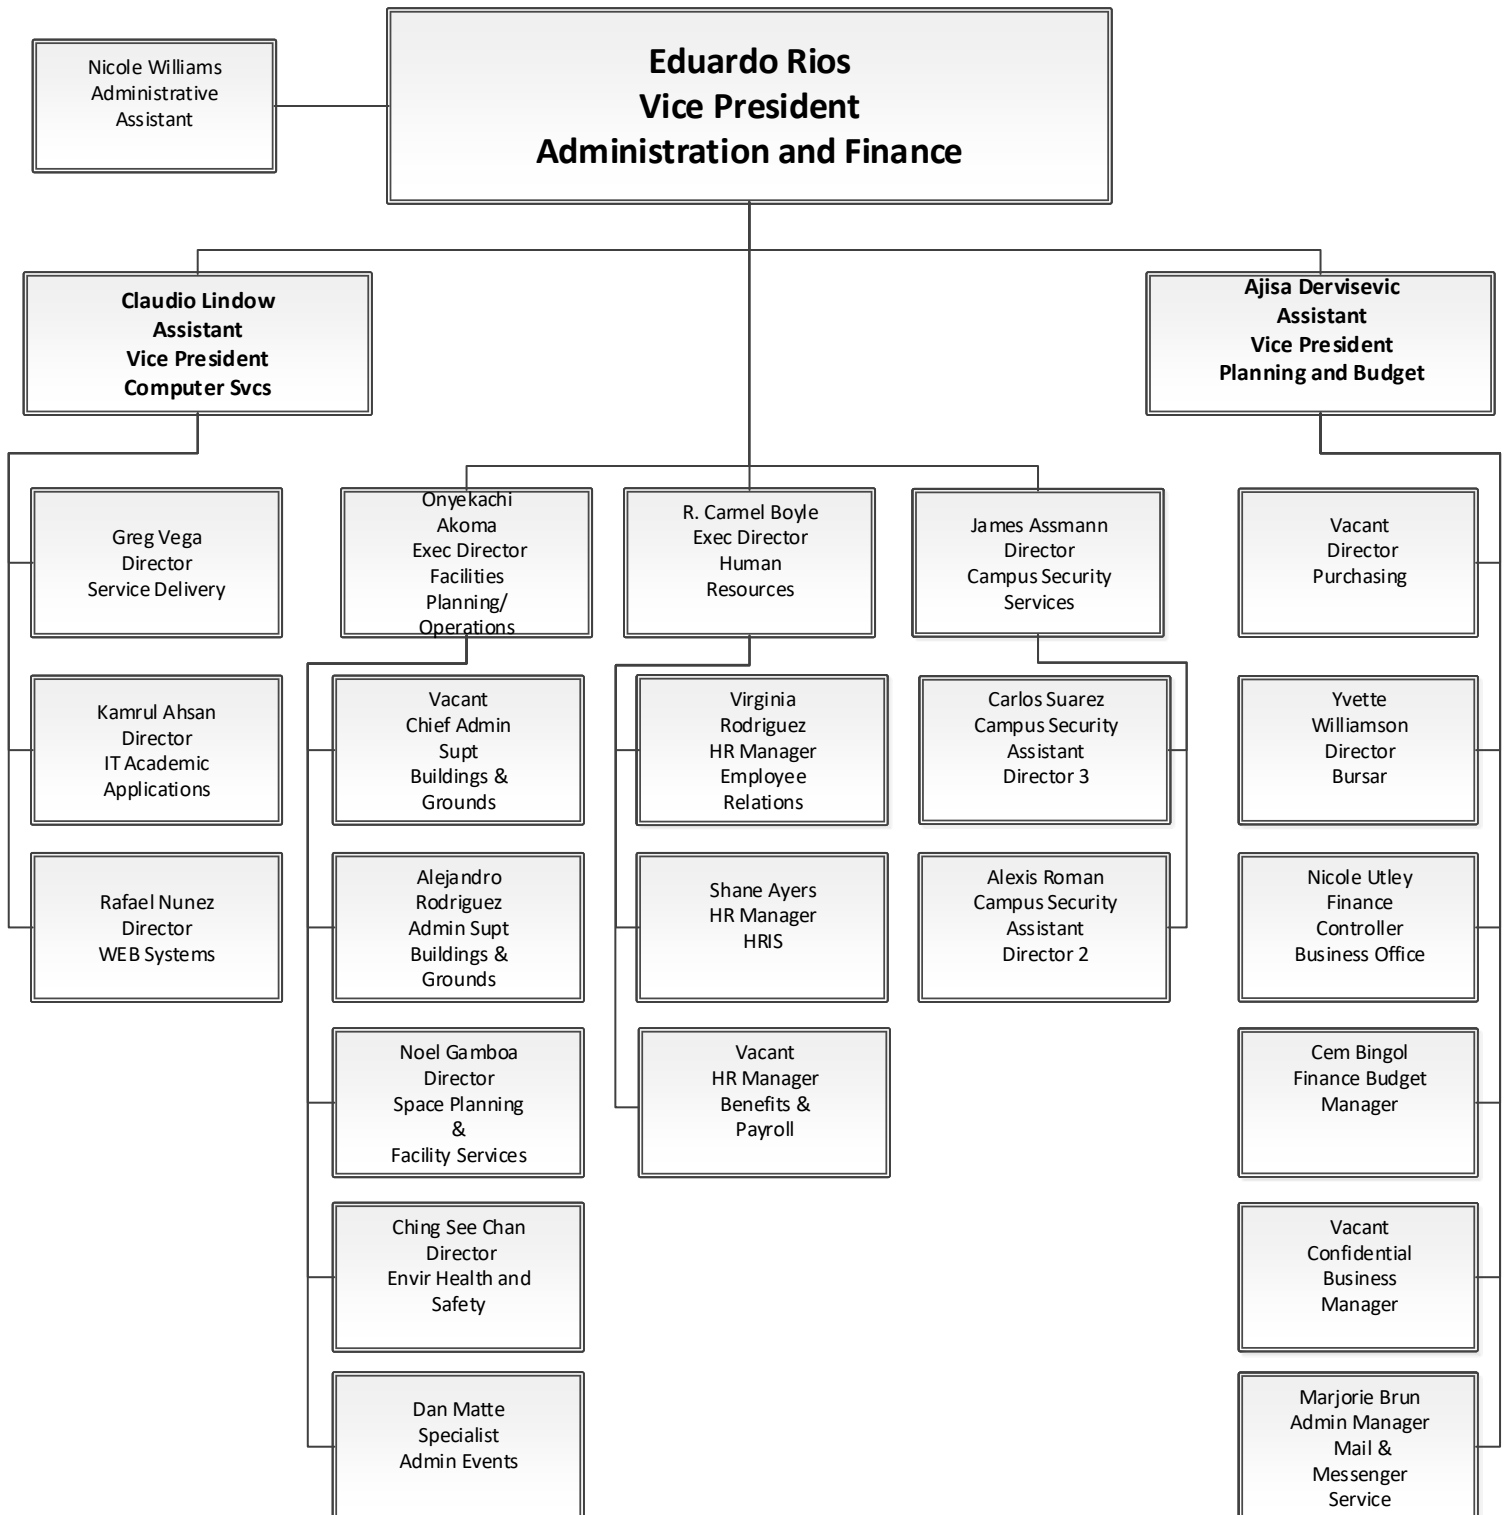 Nicole Williams
Administrative
Assistant
Eduardo Rios
Vice President
Administration and Finance
Claudio Lindow
Assistant
Vice President
Computer Svcs
Ajisa Dervisevic
Assistant
Vice President
Planning and Budget
Greg Vega
Director
Service Delivery
Kamrul Ahsan
Director
IT Academic
Applications
Rafael Nunez
Director
WEB Systems
Onyekachi
Akoma
Exec Director
Facilities
Planning/
Operations
Vacant
Chief Admin
Supt
Buildings &
Grounds
Alejandro
Rodriguez
Admin Supt
Buildings &
Grounds
Noel Gamboa
Director
Space Planning
&
Facility Services
Ching See Chan
Director
Envir Health and
Safety
Dan Matte
Specialist
Admin Events
R. Carmel Boyle
Exec Director
Human
Resources
Virginia
Rodriguez
HR Manager
Employee
Relations
Shane Ayers
HR Manager
HRIS
Vacant
HR Manager
Benefits &
Payroll
James Assmann
Director
Campus Security
Services
Carlos Suarez
Campus Security
Assistant
Director 3
Alexis Roman
Campus Security
Assistant
Director 2
Vacant
Director
Purchasing
Yvette
Williamson
Director
Bursar
Nicole Utley
Finance
Controller
Business Office
Cem Bingol
Finance Budget
Manager
Vacant
Confidential
Business
Manager
Marjorie Brun
Admin Manager
Mail &
Messenger
Service